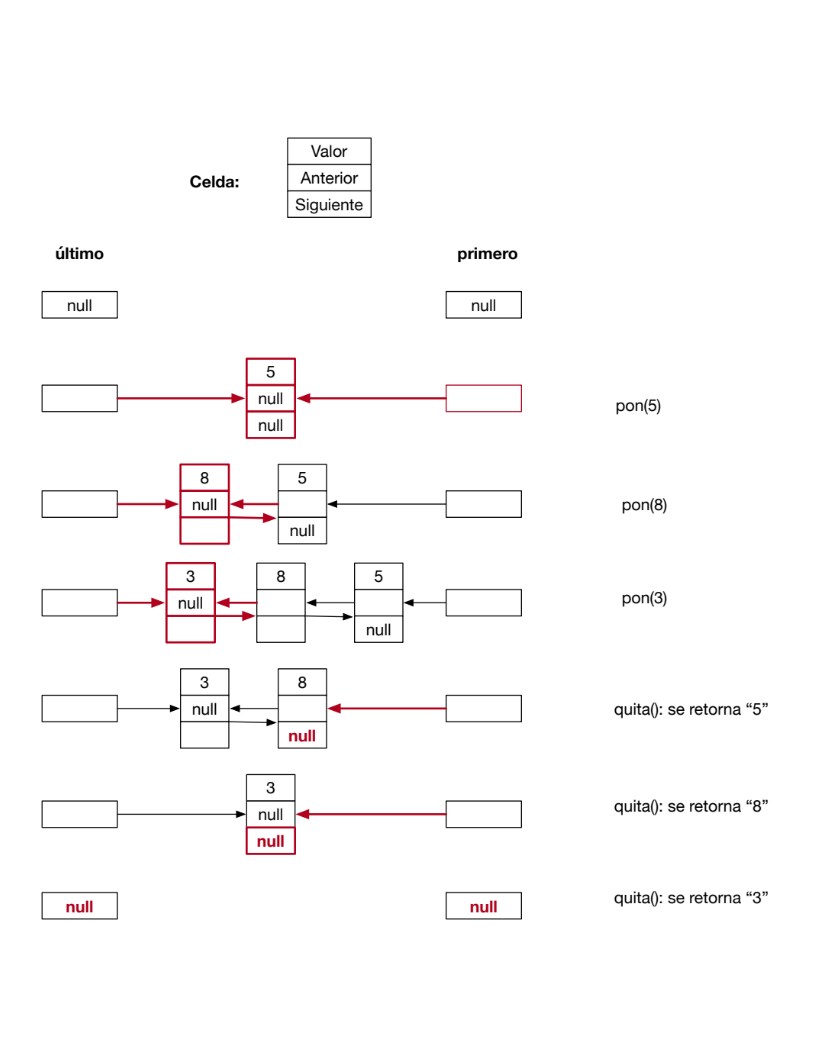 Valor
Celda:
Anterior
Siguiente
último
primero
null
null
5
null
null
pon(5)
8
5
null
null
pon(8)
3
8
5
null
null
pon(3)
3
8
null
null
quita(): se retorna “5”
3
null
null
quita(): se retorna “8”
null
null
quita(): se retorna “3”